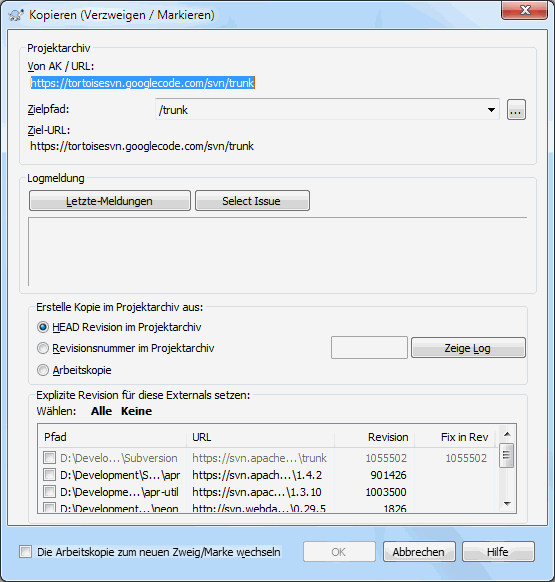 Kopieren (Verzweigen / Markieren)
Projektarchiv
Von AK / URL:
https://tortoisesvn.googlecode.com/svn/trunk
Zielpfad: /trunk ...
Ziel-URL:
https://tortoisesvn.googlecode.com/svn/trunk
Logmeldung
Letzte-Meldungen Select Issue
Erstelle Kopie im Projektarchiv aus:
HEAD Revision im Projektarchiv
Revisionsnummer im Projektarchiv Zeige Log
Arbeitskopie
Explizite Revision für diese Externals setzen:
Wählen: Alle Keine
Pfad URL Revision Fix in Rev
D:\Develo...\Subversion https://svn.apache...\trunk 1055502 1055502
D:\Development\S...\apr https://svn.apach...\1.4.2 901426
D:\Developme...\apr-util https://svn.apac...\1.3.10 1003500
D:\Development\neon http://svn.webda...\0.29.5 1826
Die Arbeitskopie zum neuen Zweig/Marke wechseln OK Abbrechen Hilfe